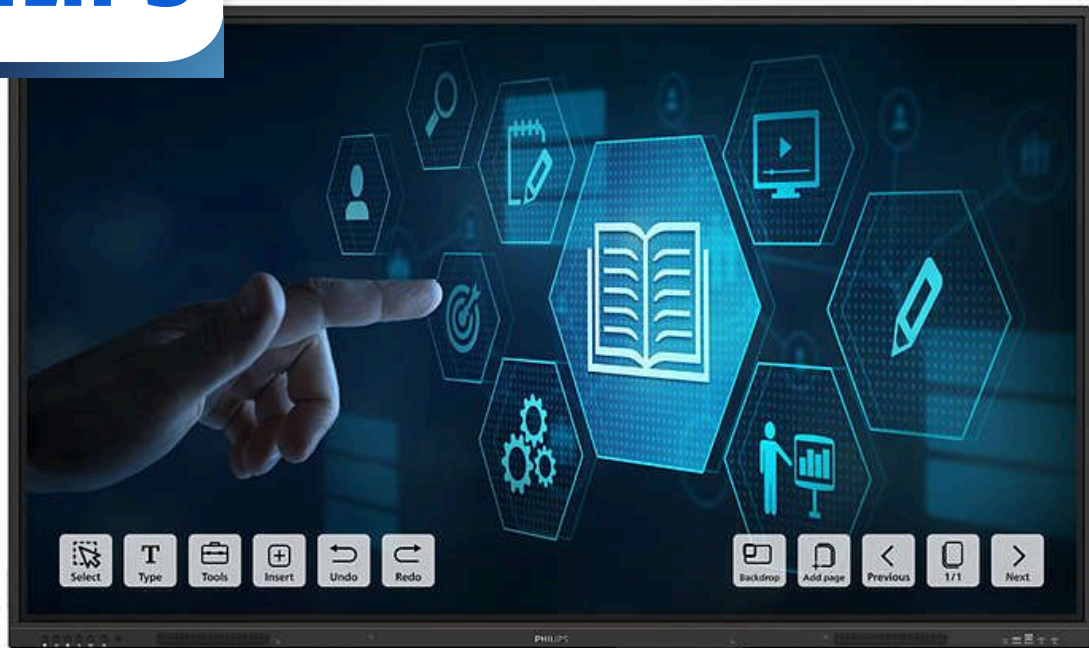 Select
Type
Tools
Insert
Undo
Redo
Backdrop
Add page
Previous
1/1
Next
PHILIPS